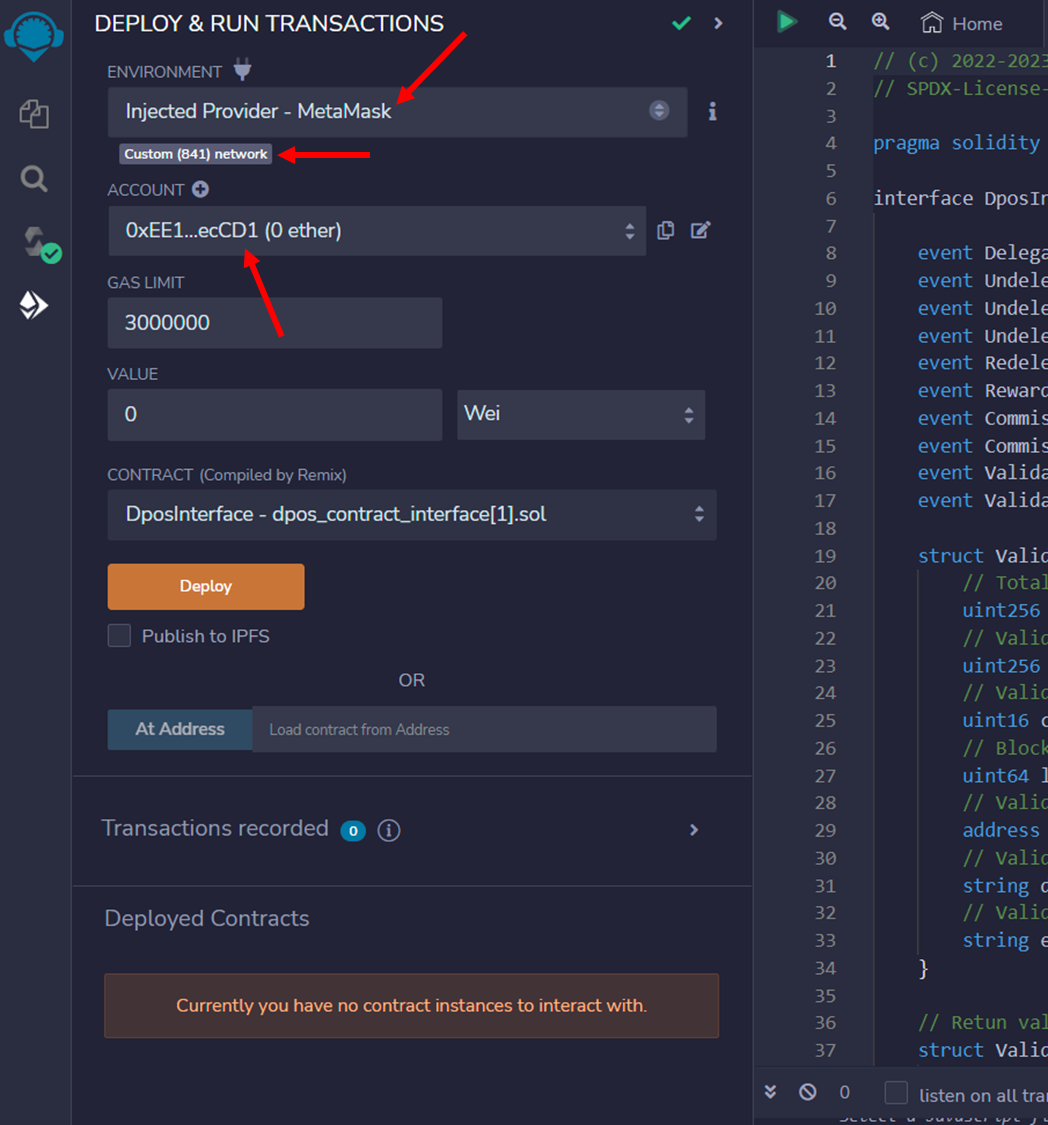 DEPLOY & RUN TRANSACTIONS
ENVIRONMENT
Injected Provider - MetaMask
Custom (841) network
ACCOUNT
0xEE1...ecCD1 (0 ether)
GAS LIMIT
3000000
VALUE
0
Wei
CONTRACT (Compiled by Remix)
DposInterface - dpos_contract_interface[1].sol
Deploy
Publish to IPFS
OR
At Address
Load contract from Address
Transactions recorded 0
Deployed Contracts
Currently you have no contract instances to interact with.
Home
1 // (c) 2022-2023
2 // SPDX-License-
3
4 pragma solidity
5
6 interface DposIn
7
8 event Delega
9 event Undele
10 event Undele
11 event Undele
12 event Redele
13 event Reward
14 event Commis
15 event Commis
16 event Valida
17 event Valida
18
19 struct Valid
20 // Total
21 uint256
22 // Valid
23 uint256
24 // Valid
25 uint16 c
26 // Block
27 uint64 l
28 // Valid
29 address
30 // Valid
31 string d
32 // Valid
33 string e
34 }
35
36 // Retun val
37 struct Valid
0 listen on all tran